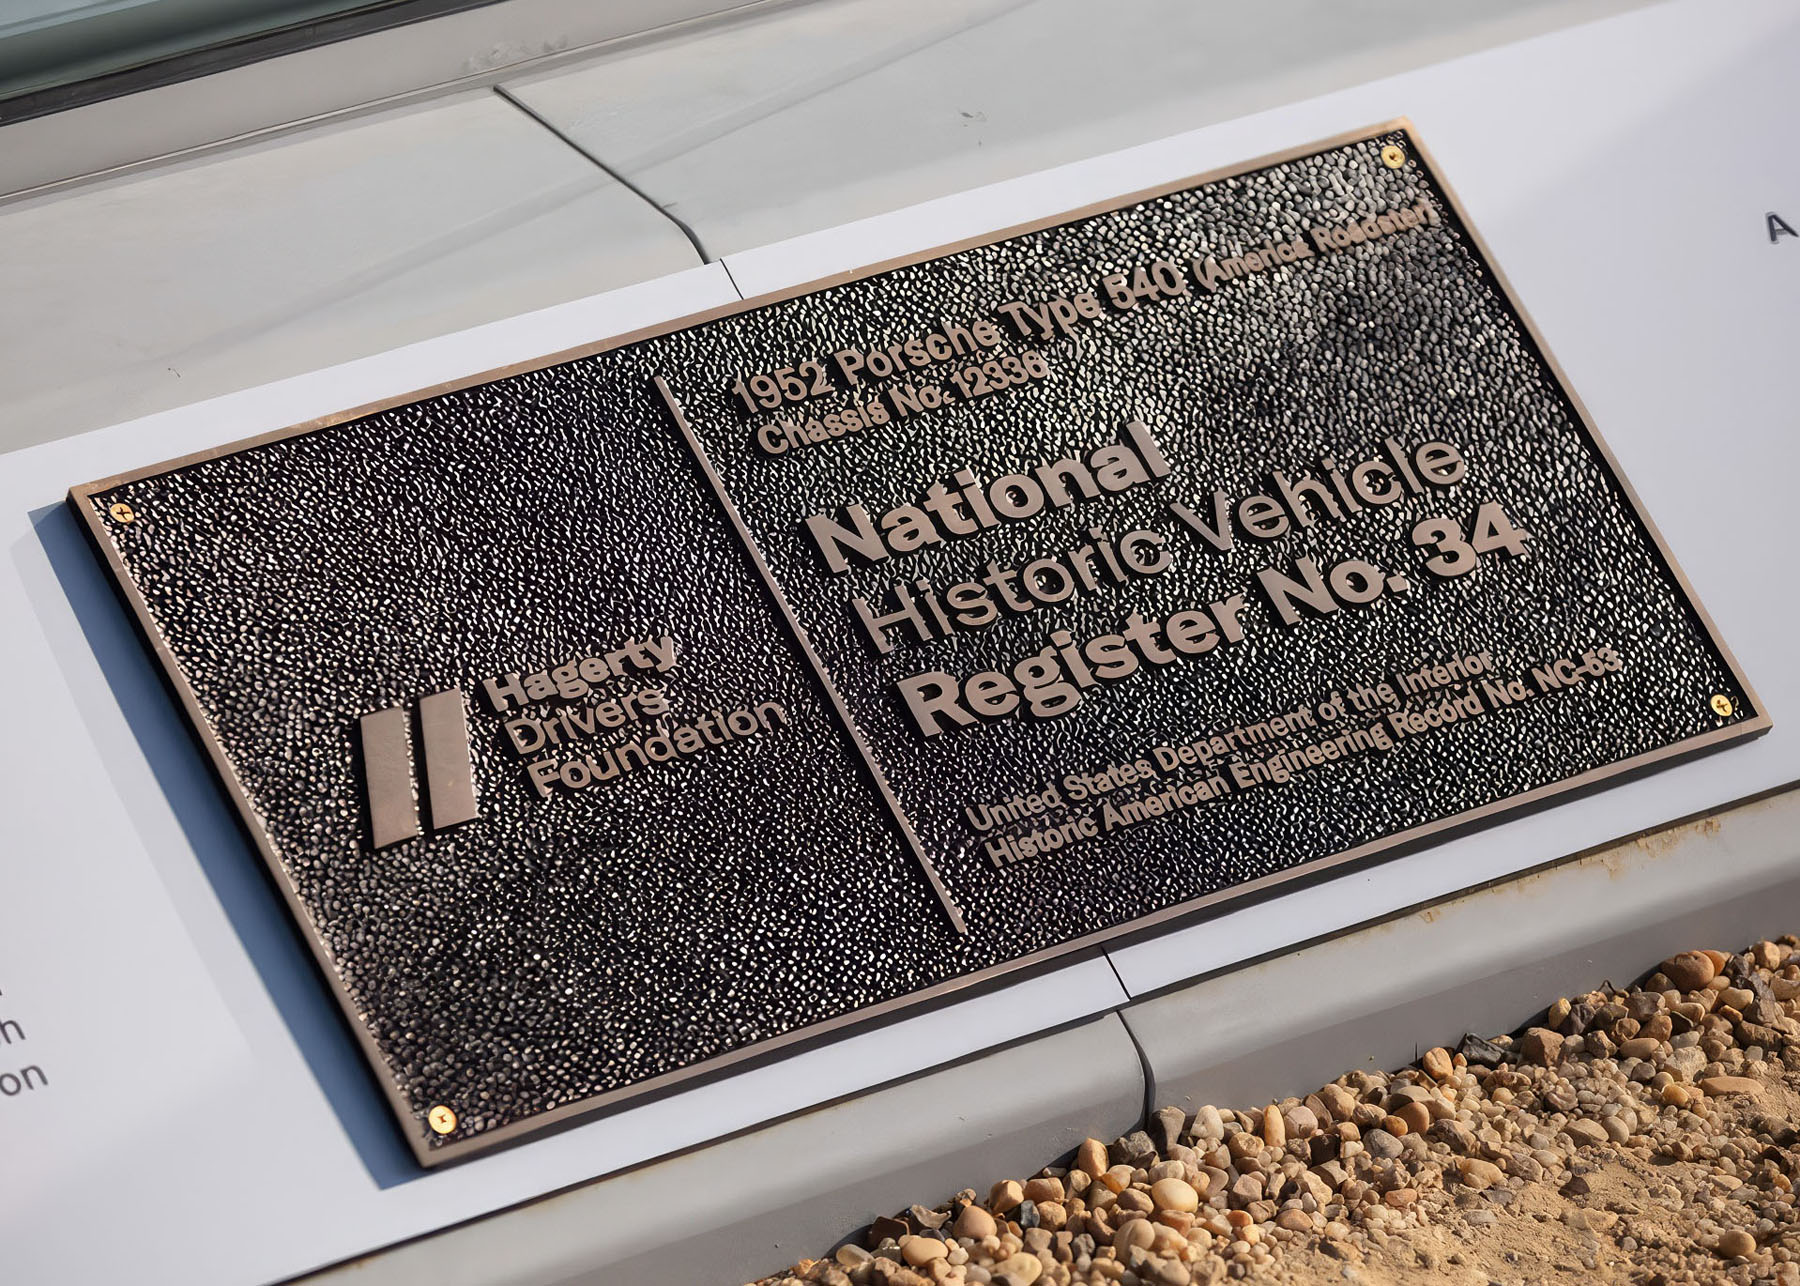 1952 Porsche Type 540 (America Roadster)
Chassis No. 12336
National
Historic Vehicle
Register No. 34
United States Department of the Interior
Historic American Engineering Record No. NC-53
Hagerty
Drivers
Foundation
A
h
on